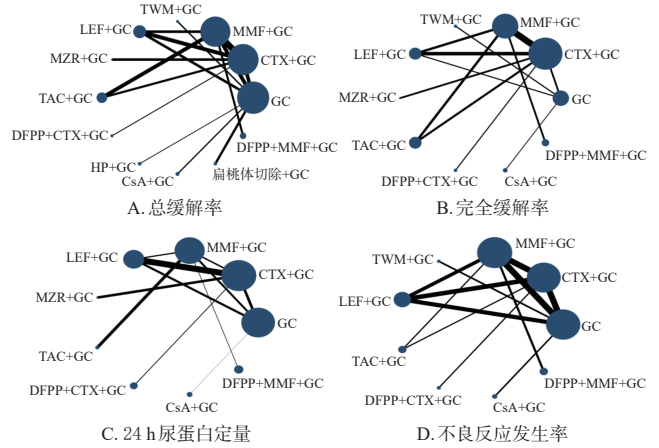 TWM+GC
LEF+GC
MMF+GC
MZR+GC
CTX+GC
TAC+GC
GC
DFPP+CTX+GC
DFPP+MMF+GC
HP+GC
CsA+GC
扁桃体切除+GC
A.总缓解率
TWM+GC
MMF+GC
LEF+GC
CTX+GC
MZR+GC
GC
TAC+GC
DFPP+MMF+GC
DFPP+CTX+GC
CsA+GC
B.完全缓解率
MMF+GC
LEF+GC
CTX+GC
MZR+GC
GC
TAC+GC
DFPP+CTX+GC
DFPP+MMF+GC
CsA+GC
C. 24 h尿蛋白定量
MMF+GC
TWM+GC
CTX+GC
LEF+GC
GC
TAC+GC
DFPP+MMF+GC
DFPP+CTX+GC
CsA+GC
D.不良反应发生率